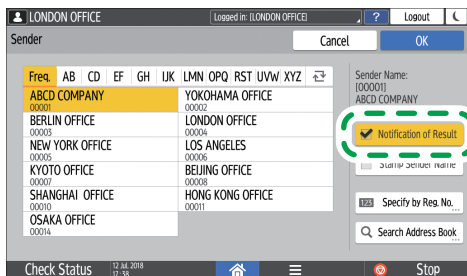 LONDON OFFICE Logged in: [LONDON OFFICE] ? Logout
Sender Cancel OK
Freq. AB CD EF GH IJK LMN OPQ RST UVW XYZ
ABCD COMPANY
00001
YOKOHAMA OFFICE
00002
BERLIN OFFICE
00003
LONDON OFFICE
00004
NEW YORK OFFICE
00005
LOS ANGELES
00006
KYOTO OFFICE
00007
BEIJING OFFICE
00008
SHANGHAI OFFICE
00010
HONG KONG OFFICE
00011
OSAKA OFFICE
00014
Sender Name:
[00001]
ABCD COMPANY
Notification of Result
Stamp Sender Name
123 Specify by Reg. No.
Search Address Book
Check Status 12 Jul. 2018
17:38
Stop